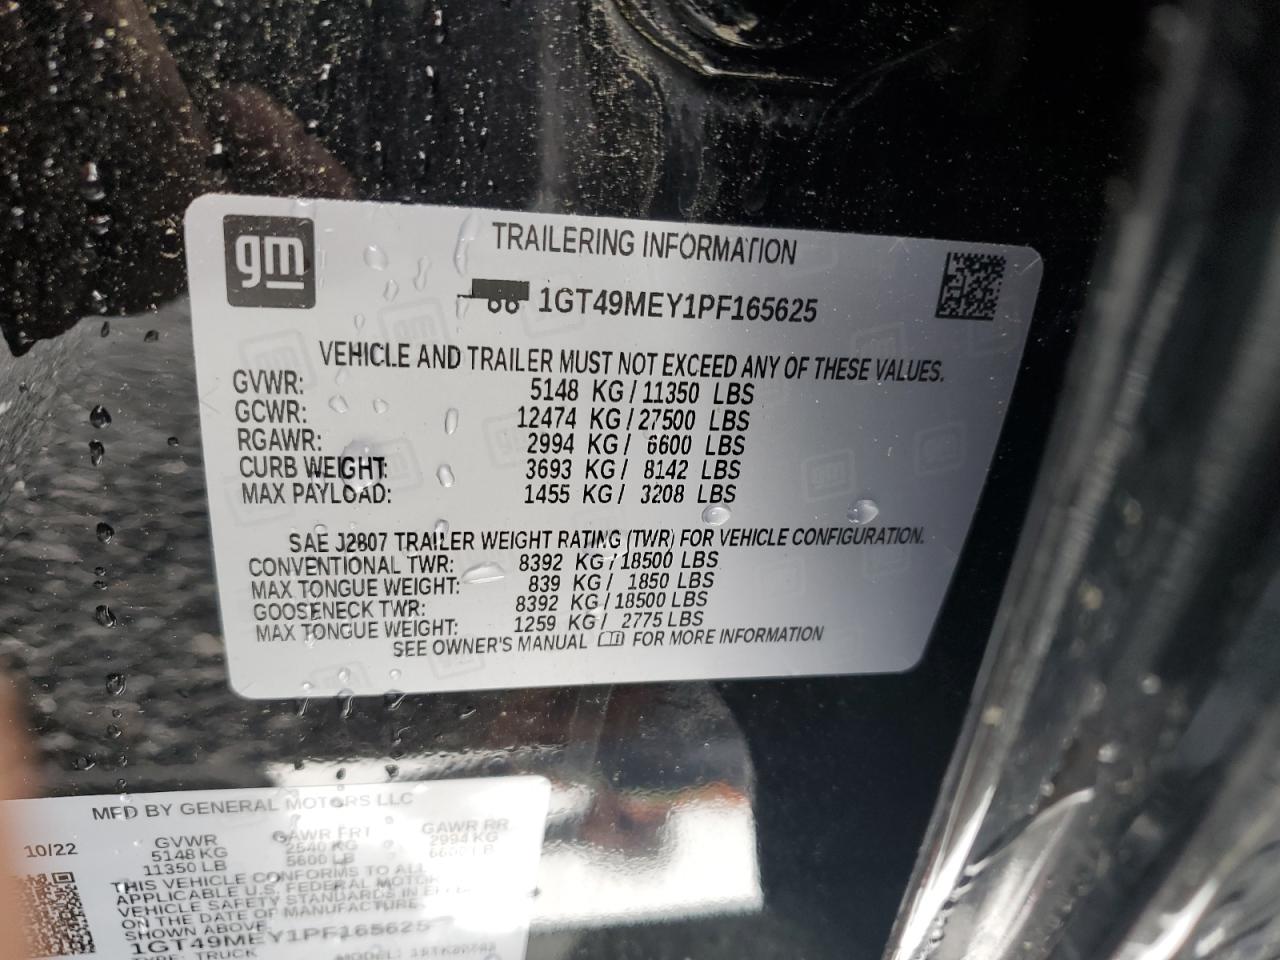 gm
TRAILERING INFORMATION
1GT49MEY1PF165625
VEHICLE AND TRAILER MUST NOT EXCEED ANY OF THESE VALUES.
GVWR: 5148 KG / 11350 LBS
GCWR: 12474 KG / 27500 LBS
RGAWR: 2994 KG / 6600 LBS
CURB WEIGHT: 3693 KG / 8142 LBS
MAX PAYLOAD: 1455 KG / 3208 LBS
SAE J2807 TRAILER WEIGHT RATING (TWR) FOR VEHICLE CONFIGURATION.
CONVENTIONAL TWR: 8392 KG / 18500 LBS
MAX TONGUE WEIGHT: 839 KG / 1850 LBS
GOOSENECK TWR: 8392 KG / 18500 LBS
MAX TONGUE WEIGHT: 1259 KG / 2775 LBS
SEE OWNER'S MANUAL FOR MORE INFORMATION
MFD BY GENERAL MOTORS LLC
10/22 GVWR GAWR FRT GAWR RR
5148 KG 2540 KG 2994 KG
11350 LB 5600 LB 6600 LB
THIS VEHICLE CONFORMS TO ALL
APPLICABLE U.S. FEDERAL MOTOR
VEHICLE SAFETY STANDARDS IN EFFECT
ON THE DATE OF MANUFACTURE
SHOWN ABOVE.
1GT49MEY1PF165625
TYPE: TRUCK MODEL: